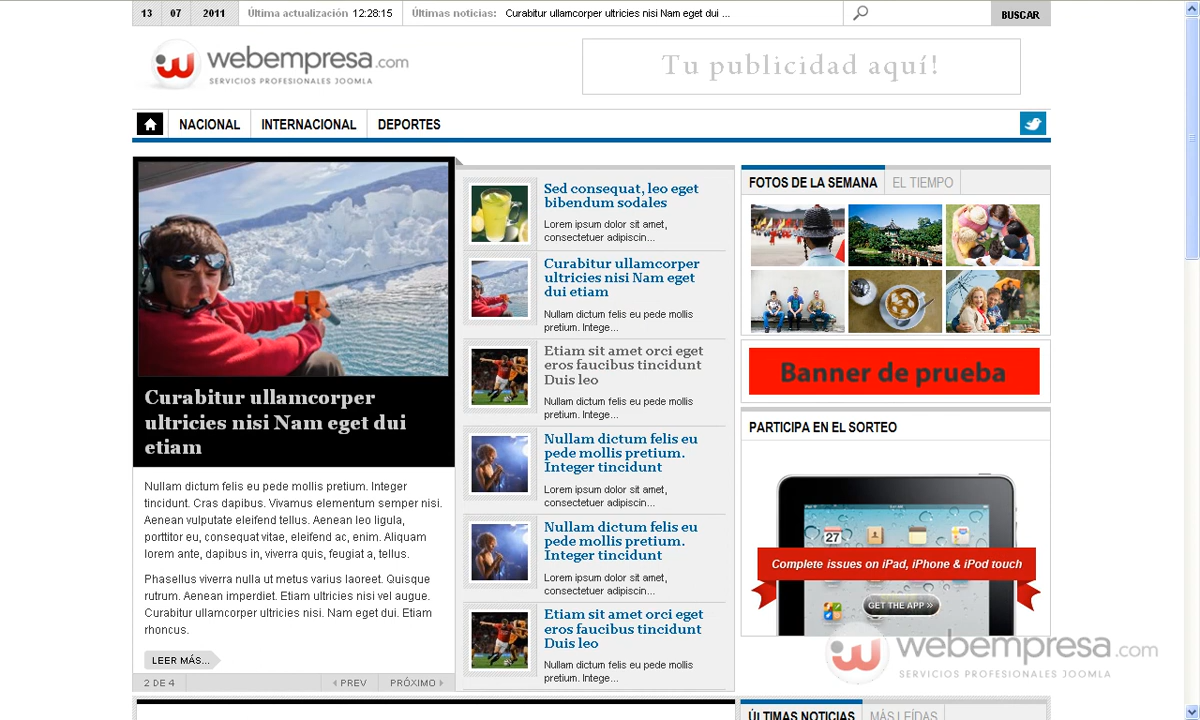 13 07 2011 Última actualización 12:28:15 Últimas noticias: Curabitur ullamcorper ultricies nisi Nam eget dui ... BUSCAR
webempresa.com
SERVICIOS PROFESIONALES JOOMLA
Tu publicidad aquí!
NACIONAL INTERNACIONAL DEPORTES
Curabitur ullamcorper
ultricies nisi Nam eget dui
etiam
Nullam dictum felis eu pede mollis pretium. Integer
tincidunt. Cras dapibus. Vivamus elementum semper nisi.
Aenean vulputate eleifend tellus. Aenean leo ligula,
porttitor eu, consequat vitae, eleifend ac, enim. Aliquam
lorem ante, dapibus in, viverra quis, feugiat a, tellus.
Phasellus viverra nulla ut metus varius laoreet. Quisque
rutrum. Aenean imperdiet. Etiam ultricies nisi vel augue.
Curabitur ullamcorper ultricies nisi. Nam eget dui. Etiam
rhoncus.
LEER MÁS...
2 DE 4 PREV PRÓXIMO
Sed consequat, leo eget
bibendum sodales
Lorem ipsum dolor sit amet,
consectetuer adipiscin...
Curabitur ullamcorper
ultricies nisi Nam eget
dui etiam
Nullam dictum felis eu pede mollis
pretium. Intege...
Etiam sit amet orci eget
eros faucibus tincidunt
Duis leo
Nullam dictum felis eu pede mollis
pretium. Intege...
Nullam dictum felis eu
pede mollis pretium.
Integer tincidunt
Lorem ipsum dolor sit amet,
consectetuer adipiscin...
Nullam dictum felis eu
pede mollis pretium.
Integer tincidunt
Lorem ipsum dolor sit amet,
consectetuer adipiscin...
Etiam sit amet orci eget
eros faucibus tincidunt
Duis leo
Nullam dictum felis eu pede mollis
pretium. Intege...
FOTOS DE LA SEMANA EL TIEMPO
Banner de prueba
PARTICIPA EN EL SORTEO
27
Complete issues on iPad, iPhone & iPod touch
GET THE APP »
webempresa.com
SERVICIOS PROFESIONALES JOOMLA
ÚLTIMAS NOTICIAS MÁS LEÍDAS